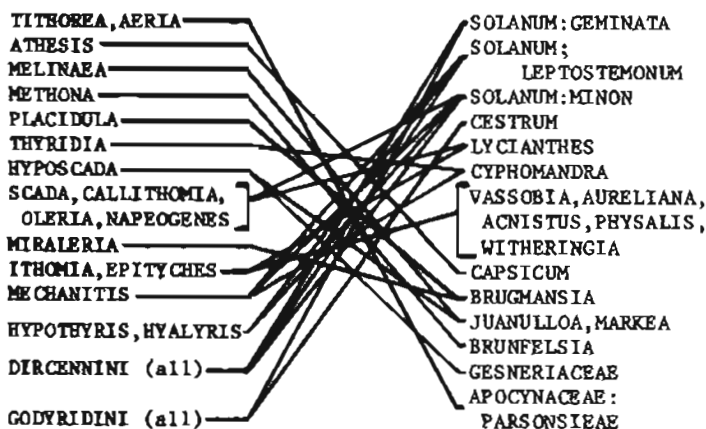 TITHOREA, AERIA
ATHESIS
MELINAEA
METHONA
PLACIDULA
THYRIDIA
HYPOSCADA
SCADA, CALLITHOMIA,
OLERIA, NAPEOGENES
MIRALERIA
ITHOMIA, EPITYCHES
MECHANITIS
HYPOTHYRIS, HYALYRIS
DIRCENNINI (all)
GODYRIDINI (all)
SOLANUM: GEMINATA
SOLANUM;
LEPTOSTEMONUM
SOLANUM: MINON
CESTRUM
LYCIANTHES
CYPHOMANDRA
VASSOBIA, AURELIANA,
ACNISTUS, PHYSALIS,
WITHERINGIA
CAPSICUM
BRUGMANSIA
JUANULLOA, MARKEA
BRUNFELSIA
GESNERIACEAE
APOCYNACEAE:
PARSONSIEAE